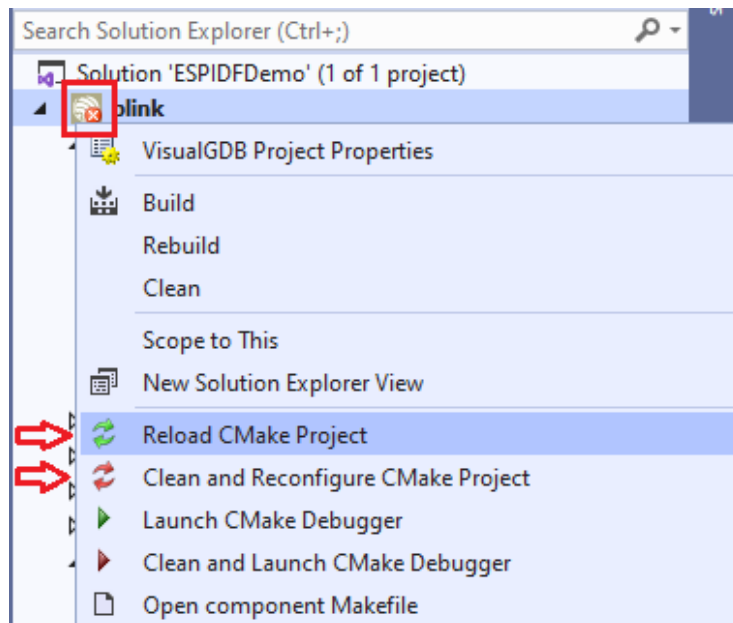 Search Solution Explorer (Ctrl+;)
Solution 'ESPIDFDemo' (1 of 1 project)
blink
VisualGDB Project Properties
Build
Rebuild
Clean
Scope to This
New Solution Explorer View
Reload CMake Project
Clean and Reconfigure CMake Project
Launch CMake Debugger
Clean and Launch CMake Debugger
Open component Makefile